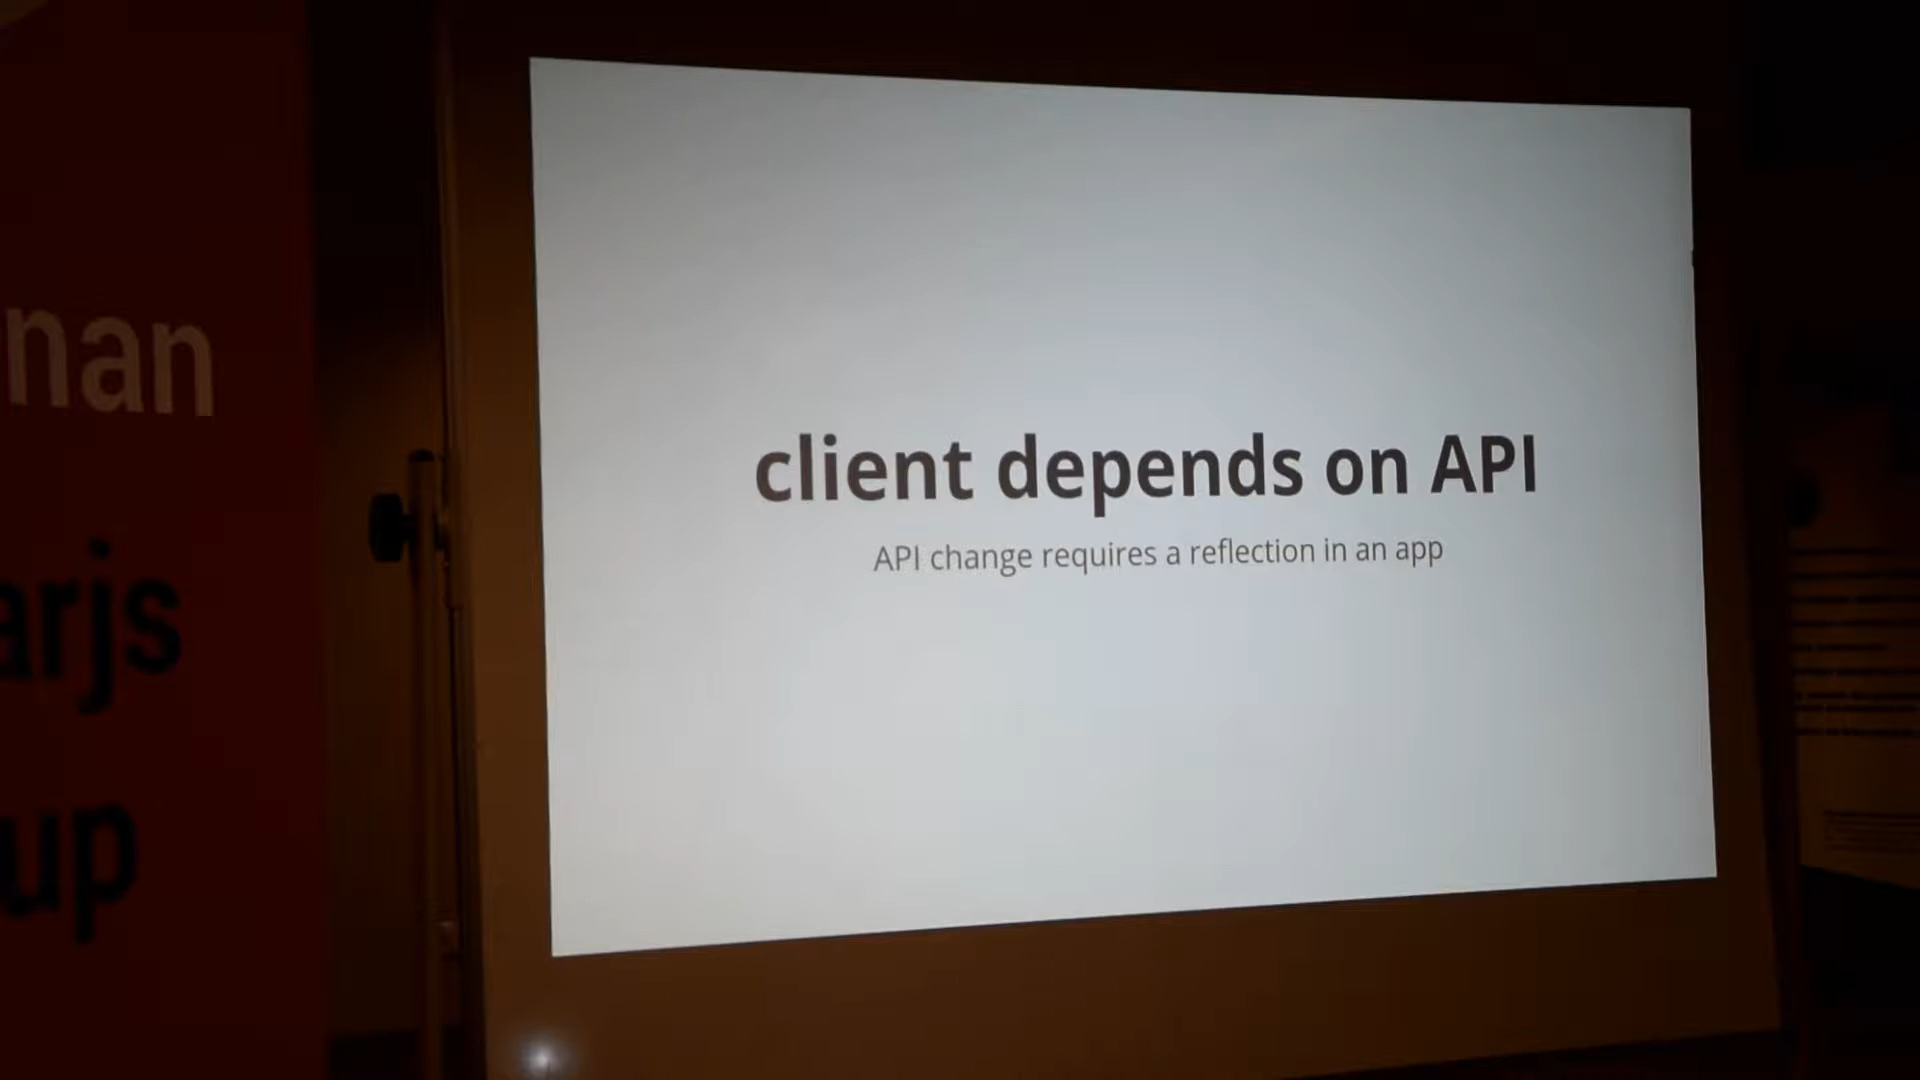 nan
arjs
up
client depends on API
API change requires a reflection in an app